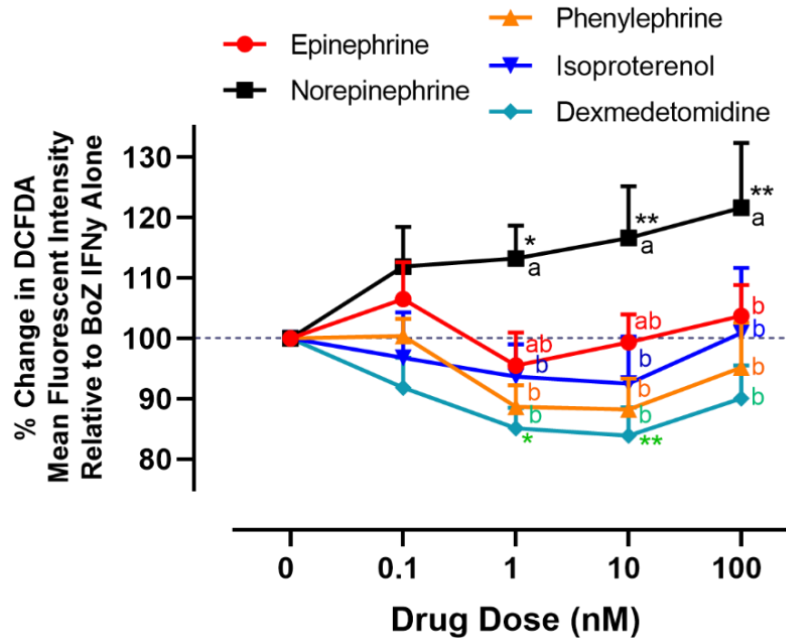 Epinephrine
Norepinephrine
Phenylephrine
Isoproterenol
Dexmedetomidine
% Change in DCFDA
Mean Fluorescent Intensity
Relative to BoZ IFNy Alone
130
120
110
100
90
80
*
a
**
a
**
a
ab
b
b
b
*
ab
b
b
b
**
b
b
b
b
0
0.1
1
10
100
Drug Dose (nM)